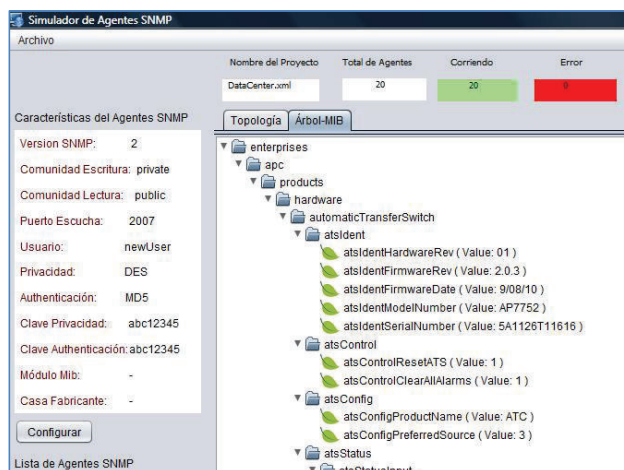 Simulador de Agentes SNMP
Archivo
Nombre del Proyecto Total de Agentes Corriendo Error
DataCenter.xml 20 20 0
Características del Agentes SNMP
Version SNMP: 2
Comunidad Escritura: private
Comunidad Lectura: public
Puerto Escucha: 2007
Usuario: newUser
Privacidad: DES
Authenticación: MD5
Clave Privacidad: abc12345
Clave Authenticación: abc12345
Módulo Mib: -
Casa Fabricante: -
Configurar
Lista de Agentes SNMP
Topología Árbol-MIB
enterprises
apc
products
hardware
automaticTransferSwitch
atsIdent
atsIdentHardwareRev ( Value: 01 )
atsIdentFirmwareRev ( Value: 2.0.3 )
atsIdentFirmwareDate ( Value: 9/08/10 )
atsIdentModelNumber ( Value: AP7752 )
atsIdentSerialNumber ( Value: 5A1126T11616 )
atsControl
atsControlResetATS ( Value: 1 )
atsControlClearAllAlarms ( Value: 1 )
atsConfig
atsConfigProductName ( Value: ATC )
atsConfigPreferredSource ( Value: 3 )
atsStatus
atsStatusInput